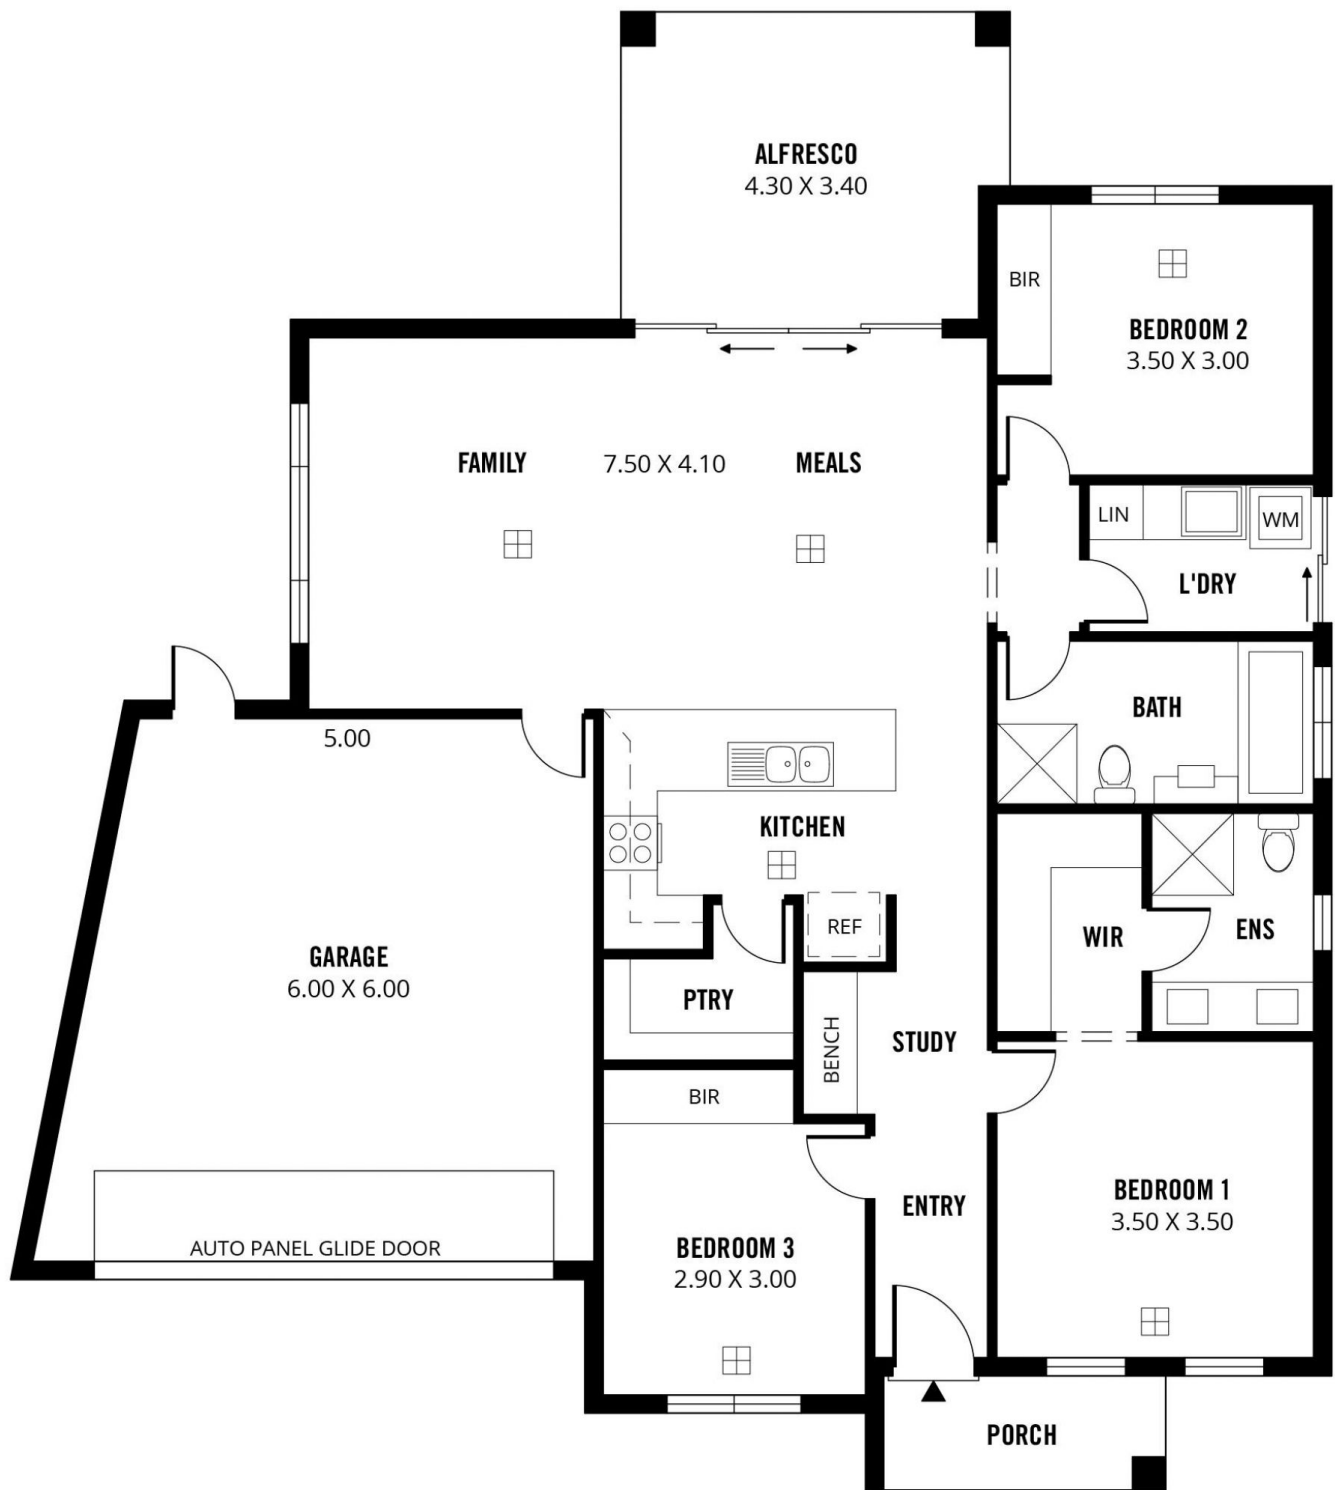 ALFRESCO
4.30 X 3.40
BIR
BEDROOM 2
3.50 X 3.00
FAMILY
7.50 X 4.10
MEALS
LIN
WM
L'DRY
BATH
5.00
KITCHEN
REF
WIR
ENS
GARAGE
6.00 X 6.00
PTRY
BENCH
STUDY
BIR
BEDROOM 1
3.50 X 3.50
ENTRY
AUTO PANEL GLIDE DOOR
BEDROOM 3
2.90 X 3.00
PORCH